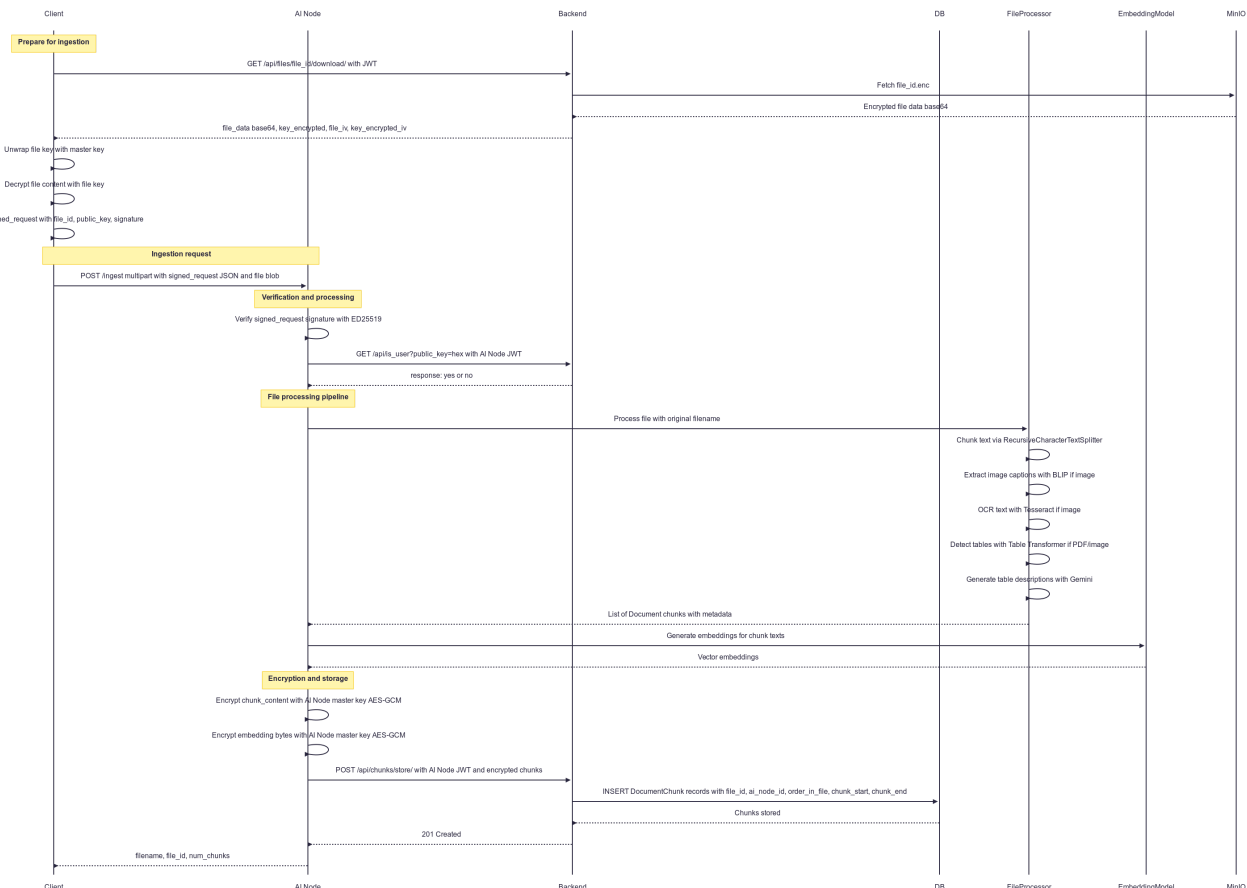 Client AI Node Backend DB FileProcessor EmbeddingModel MinIO
Prepare for ingestion
GET /api/files/file_id/download/ with JWT
Fetch file_id.enc
Encrypted file data base64
file_data base64, key_encrypted, file_iv, key_encrypted_iv
Unwrap file key with master key
Decrypt file content with file key
ned_request with file_id, public_key, signature
Ingestion request
POST /ingest multipart with signed_request JSON and file blob
Verification and processing
Verify signed_request signature with ED25519
GET /api/is_user?public_key=hex with AI Node JWT
response: yes or no
File processing pipeline
Process file with original filename
Chunk text via RecursiveCharacterTextSplitter
Extract image captions with BLIP if image
OCR text with Tesseract if image
Detect tables with Table Transformer if PDF/image
Generate table descriptions with Gemini
List of Document chunks with metadata
Generate embeddings for chunk texts
Vector embeddings
Encryption and storage
Encrypt chunk_content with AI Node master key AES-GCM
Encrypt embedding bytes with AI Node master key AES-GCM
POST /api/chunks/store/ with AI Node JWT and encrypted chunks
INSERT DocumentChunk records with file_id, ai_node_id, order_in_file, chunk_start, chunk_end
Chunks stored
201 Created
filename, file_id, num_chunks
Client AI Node Backend DB FileProcessor EmbeddingModel MinIO